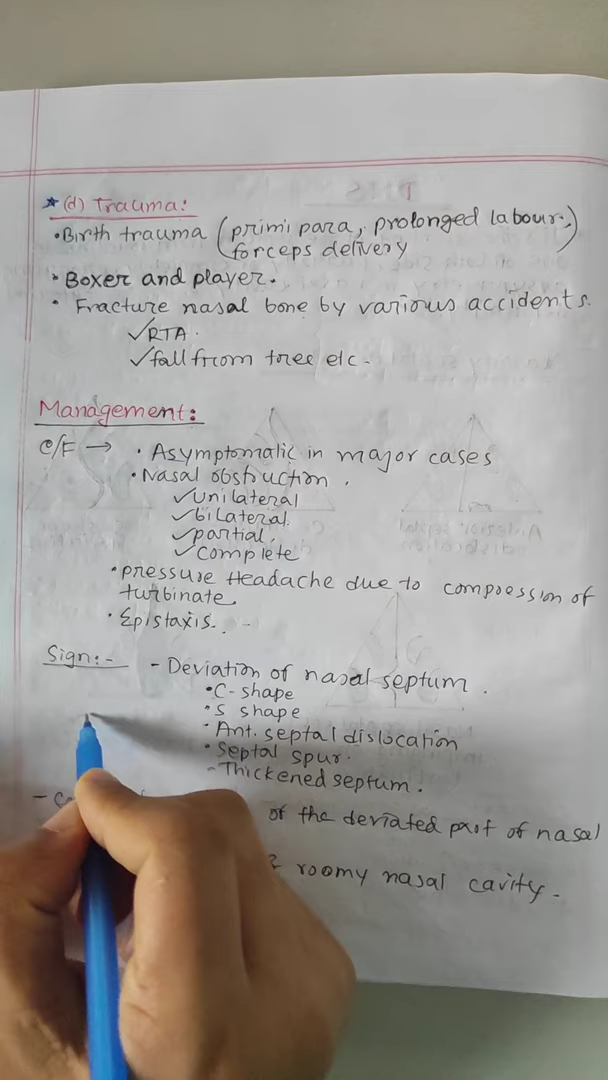 ★ (d) Trauma:
• Birth trauma (primi para, prolonged labour,
forceps delivery)
• Boxer and player.
• Fracture nasal bone by various accidents.
✓ RTA.
✓ fall from tree etc.
Management:
C/F → • Asymptomatic in major cases
• Nasal obstruction.
✓ unilateral
✓ bilateral.
✓ partial.
✓ complete
• pressure Headache due to compression of
turbinate
• Epistaxis.
Sign:- - Deviation of nasal septum.
• C-shape
• S shape
• Ant. septal dislocation
• Septal spur.
- Thickened septum.
of the deviated part of nasal
roomy nasal cavity.